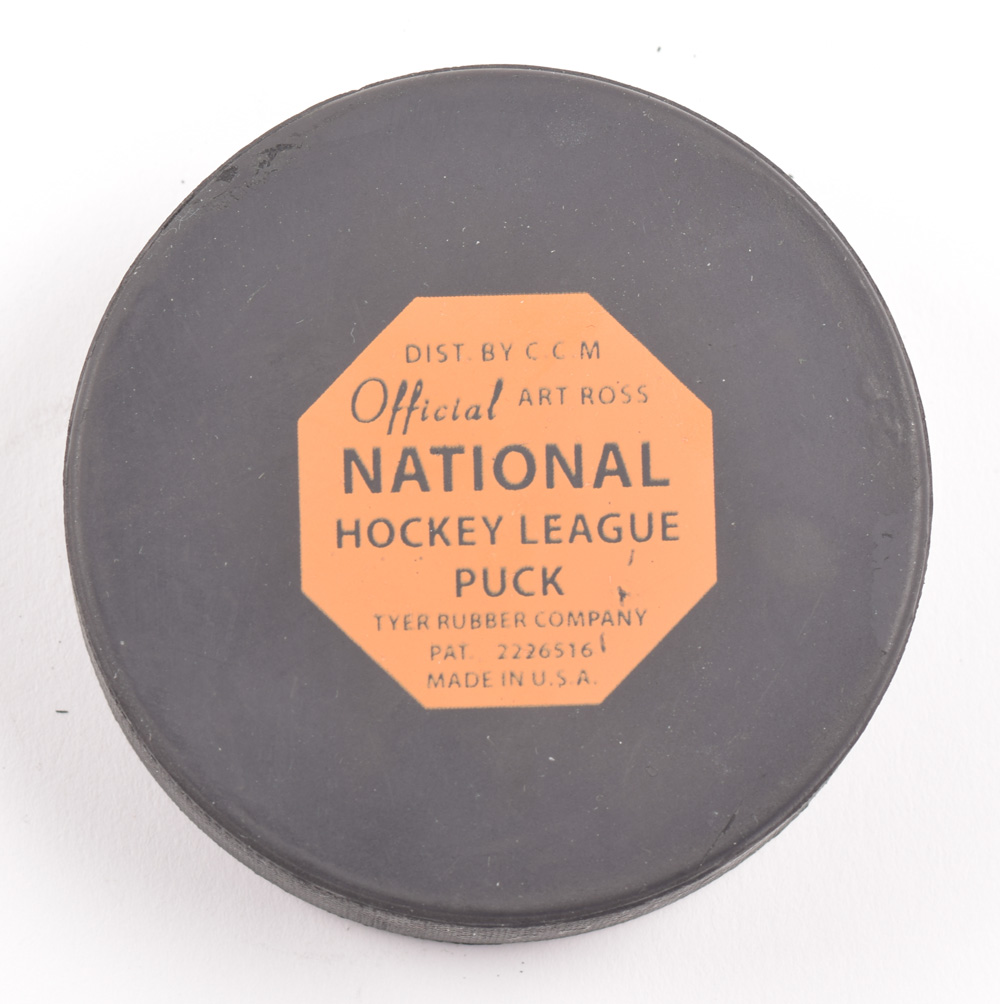 DIST. BY C.C.M
Official ART ROSS
NATIONAL
HOCKEY LEAGUE
PUCK
TYER RUBBER COMPANY
PAT. 2226516
MADE IN U.S.A.